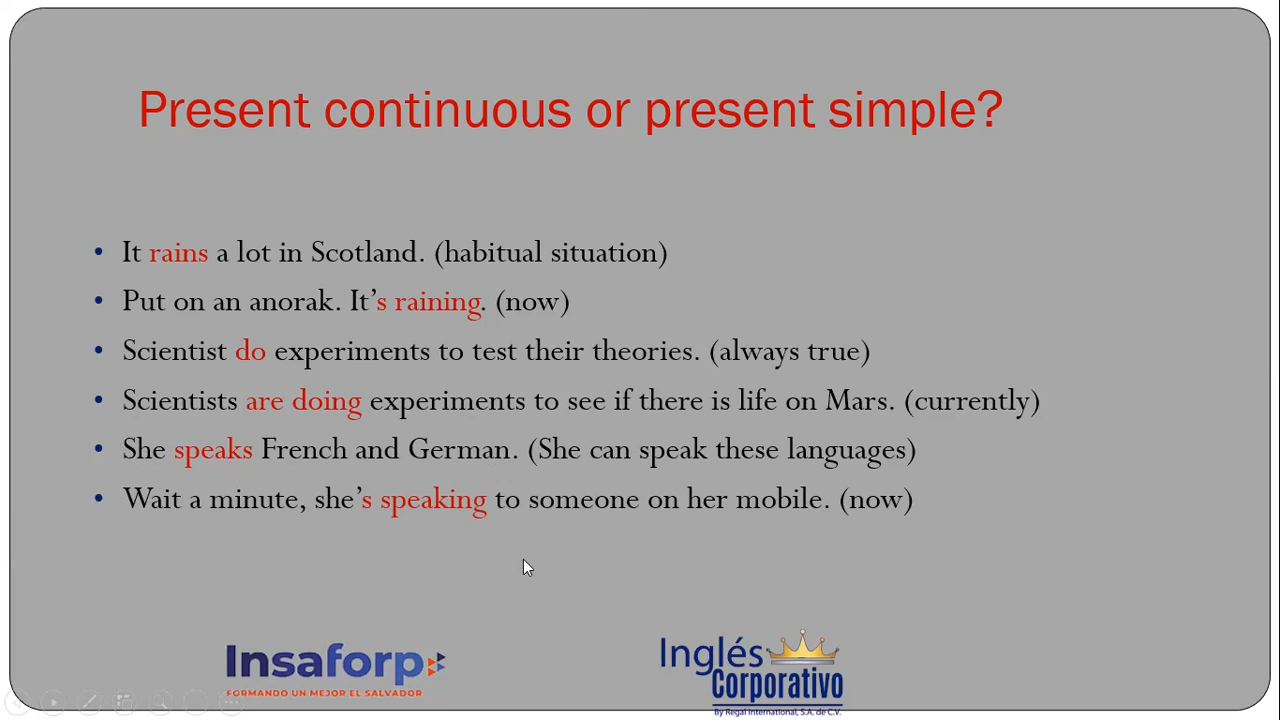 Present continuous or present simple?
• It rains a lot in Scotland. (habitual situation)
• Put on an anorak. It’s raining. (now)
• Scientist do experiments to test their theories. (always true)
• Scientists are doing experiments to see if there is life on Mars. (currently)
• She speaks French and German. (She can speak these languages)
• Wait a minute, she’s speaking to someone on her mobile. (now)
Insaforp
FORMANDO UN MEJOR EL SALVADOR
Inglés
Corporativo
By Regal International, S.A. de C.V.